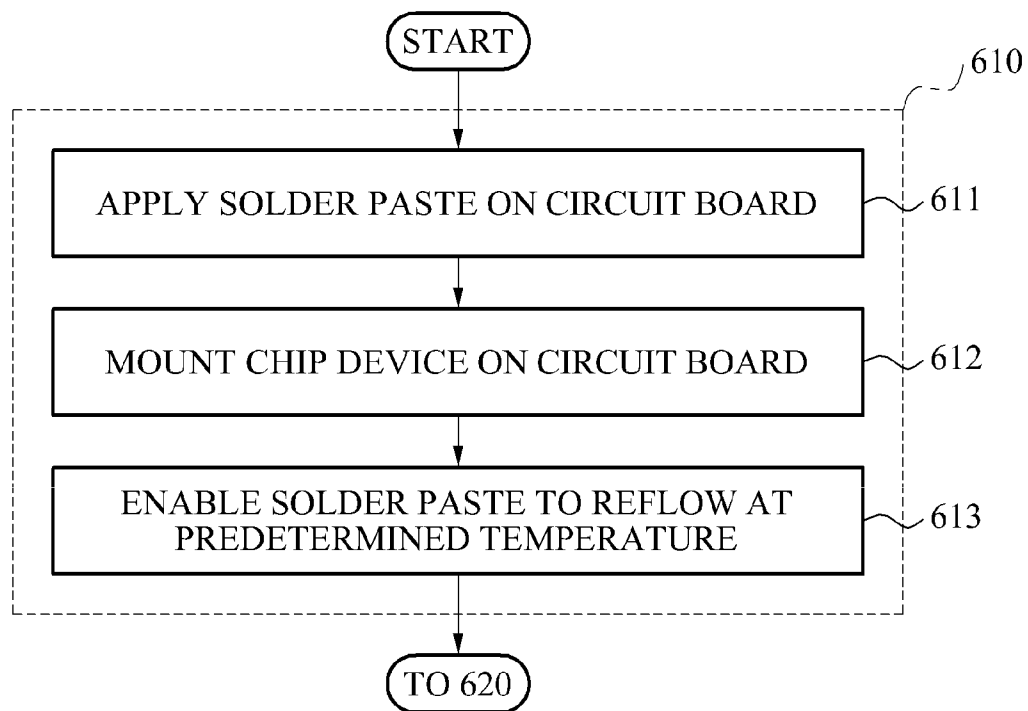 START
610
APPLY SOLDER PASTE ON CIRCUIT BOARD
611
MOUNT CHIP DEVICE ON CIRCUIT BOARD
612
ENABLE SOLDER PASTE TO REFLOW AT
PREDETERMINED TEMPERATURE
613
TO 620